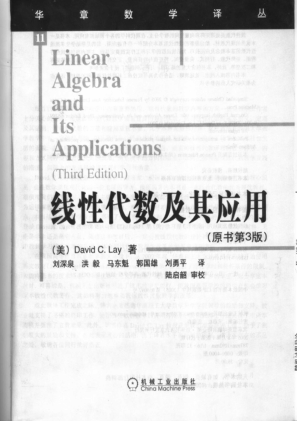 华章数学译丛
11
Linear
Algebra
and
Its
Applications
(Third Edition)
线性代数及其应用
(原书第3版)
(美) David C. Lay 著
刘深泉 洪毅 马东魁 郭国雄 刘勇平 译
陆启韶 审校
机械工业出版社
China Machine Press